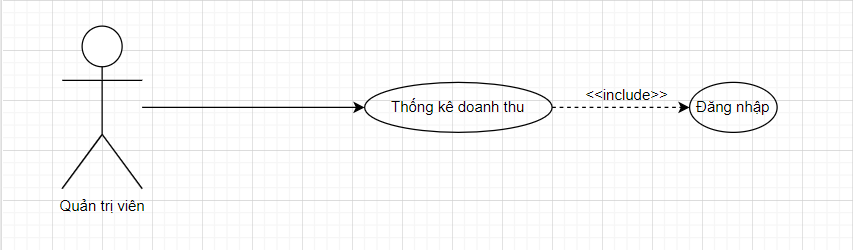 <<include>>
Thống kê doanh thu
Đăng nhập
Quản trị viên